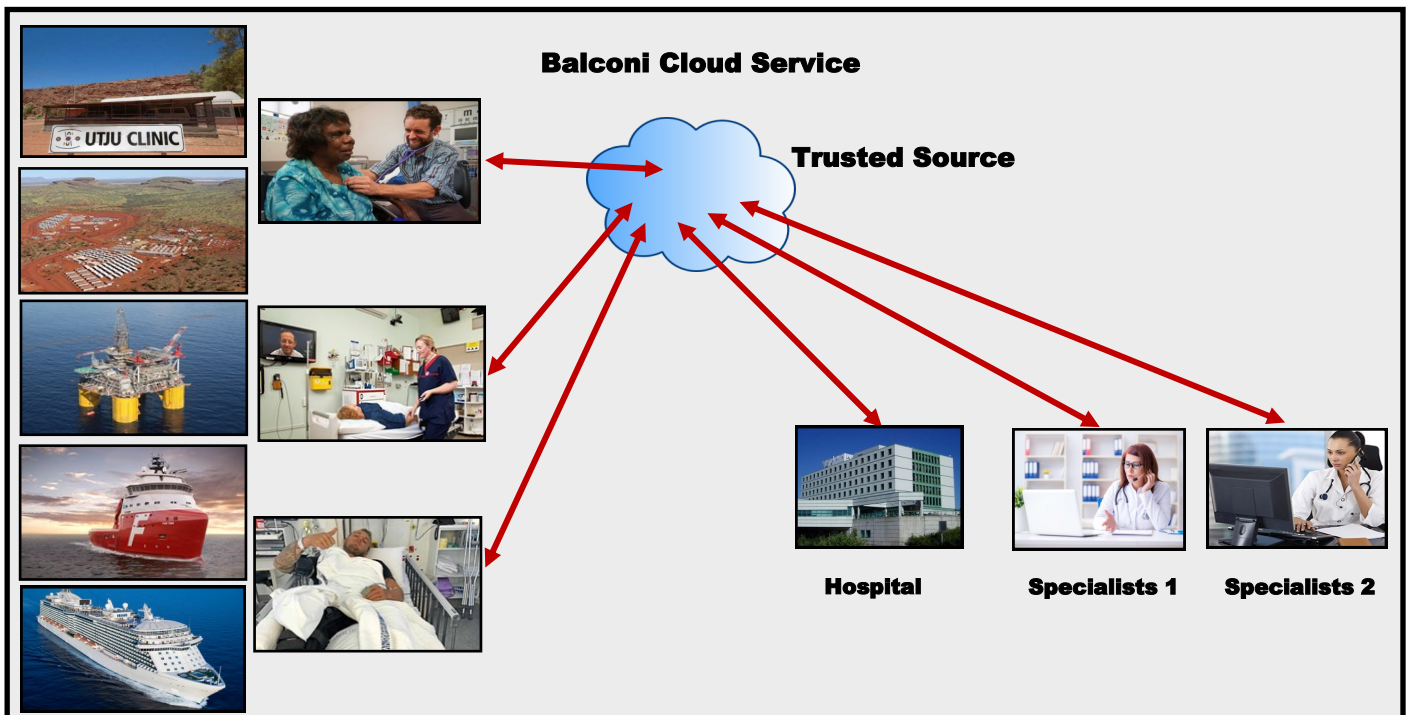 Balconi Cloud Service
UTJU CLINIC
Trusted Source
F
Hospital
Specialists 1
Specialists 2